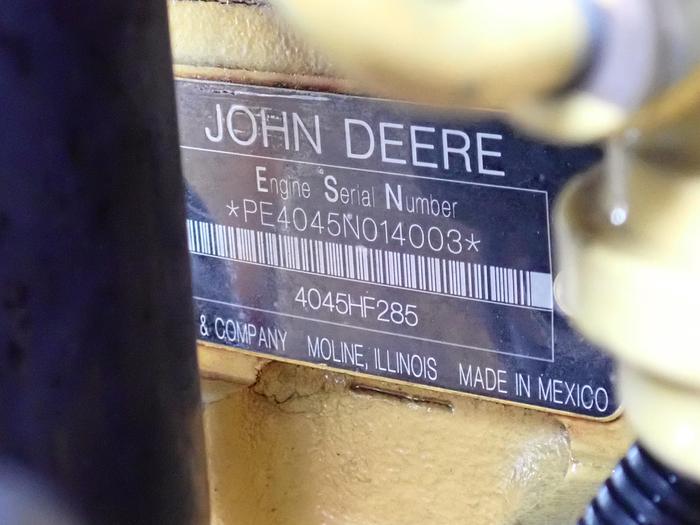 JOHN DEERE
Engine Serial Number
*PE4045N014003*
4045HF285
& COMPANY MOLINE, ILLINOIS MADE IN MEXICO